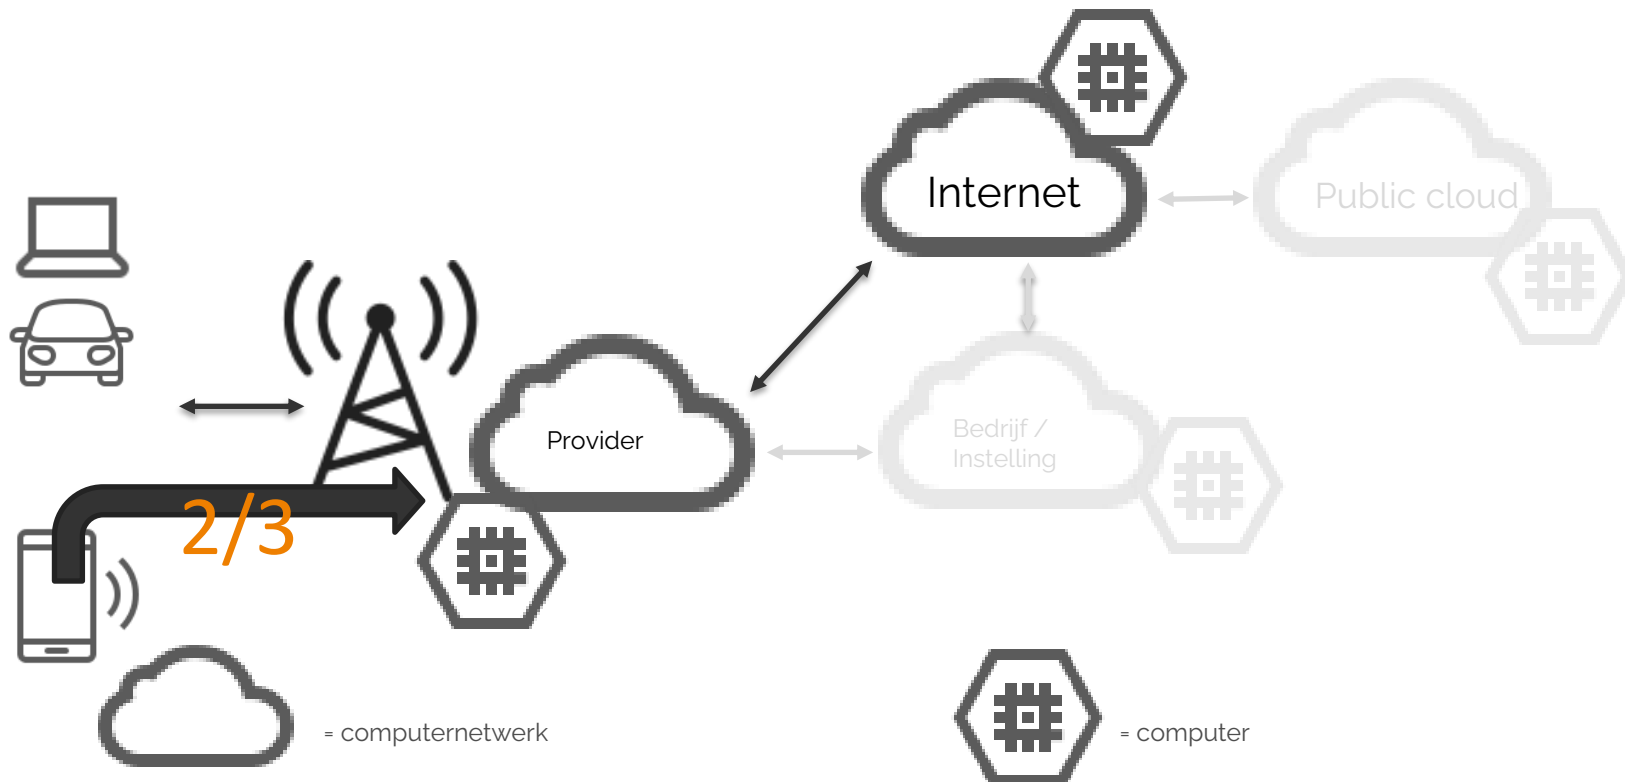 Internet
Public cloud
Provider
Bedrijf /
Instelling
2/3
= computernetwerk
= computer